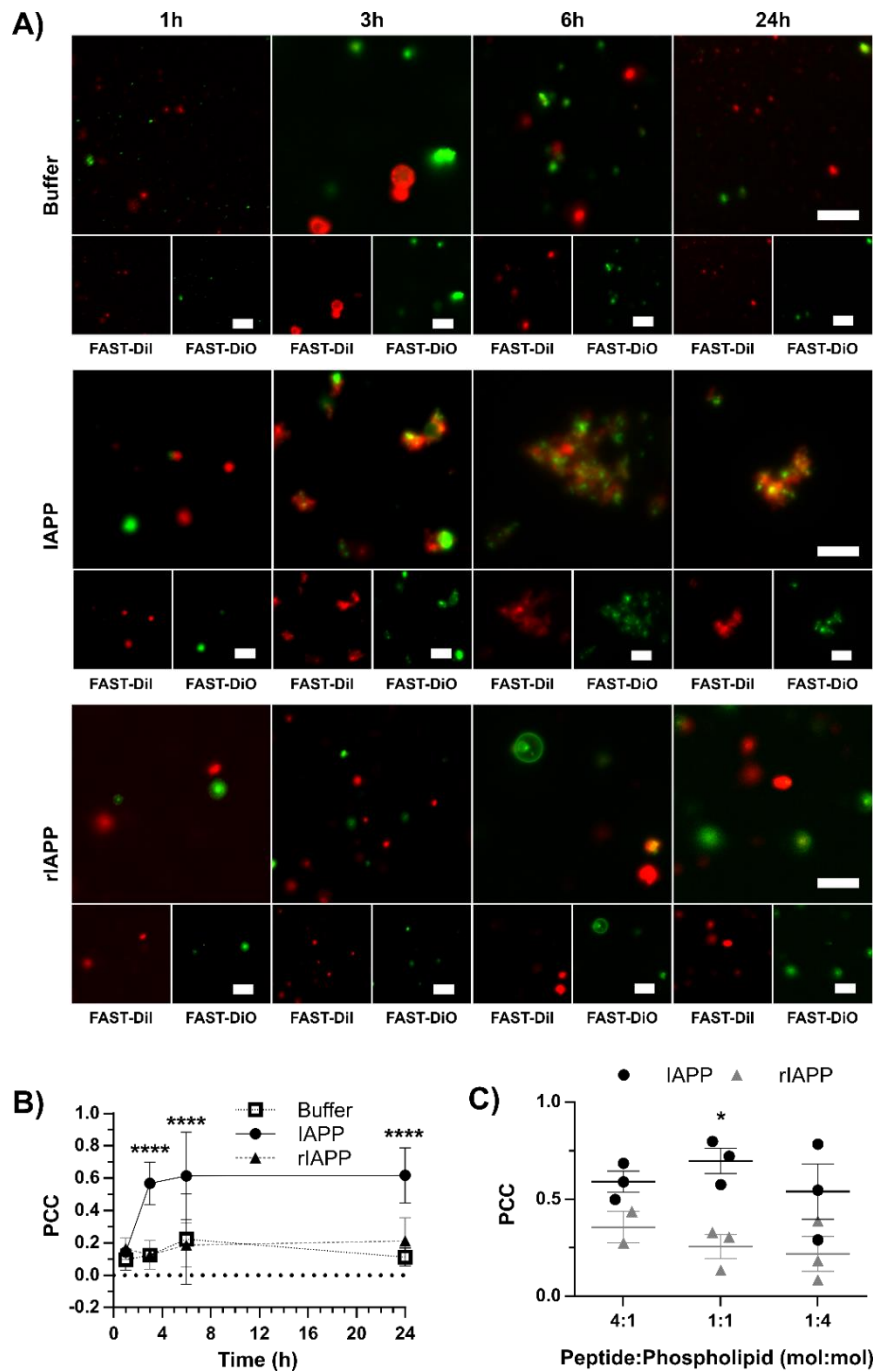 A)
1h 3h 6h 24h
Buffer
FAST-DiI FAST-DiO FAST-DiI FAST-DiO FAST-DiI FAST-DiO FAST-DiI FAST-DiO
IAPP
FAST-DiI FAST-DiO FAST-DiI FAST-DiO FAST-DiI FAST-DiO FAST-DiI FAST-DiO
rIAPP
FAST-DiI FAST-DiO FAST-DiI FAST-DiO FAST-DiI FAST-DiO FAST-DiI FAST-DiO
B)
Buffer
IAPP
rIAPP
**** **** ****
PCC
1.0
0.8
0.6
0.4
0.2
0.0
-0.2
0 4 8 12 16 20 24
Time (h)
C)
IAPP rIAPP
*
PCC
1.0
0.5
0.0
4:1 1:1 1:4
Peptide:Phospholipid (mol:mol)